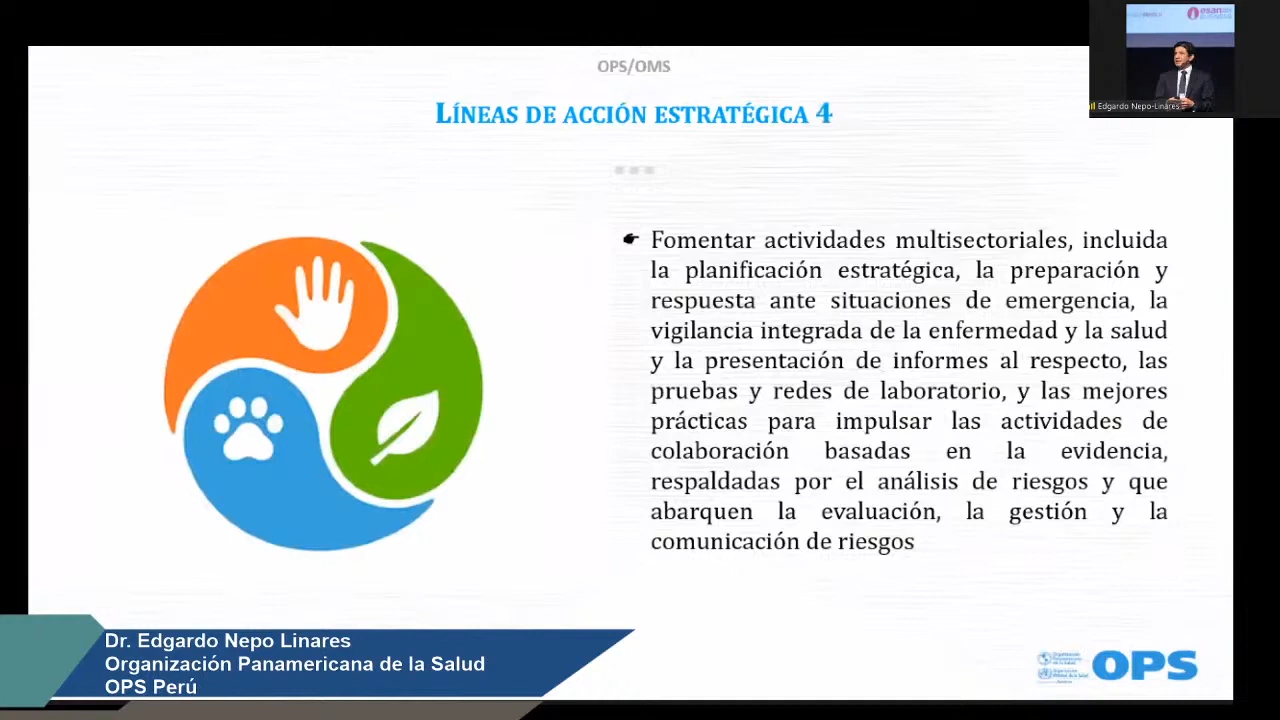 OPS/OMS
LÍNEAS DE ACCIÓN ESTRATÉGICA 4
esan
Edgardo Nepo-Linares
Fomentar actividades multisectoriales, incluida
la planificación estratégica, la preparación y
respuesta ante situaciones de emergencia, la
vigilancia integrada de la enfermedad y la salud
y la presentación de informes al respecto, las
pruebas y redes de laboratorio, y las mejores
prácticas para impulsar las actividades de
colaboración basadas en la evidencia,
respaldadas por el análisis de riesgos y que
abarquen la evaluación, la gestión y la
comunicación de riesgos
Dr. Edgardo Nepo Linares
Organización Panamericana de la Salud
OPS Perú
OPS